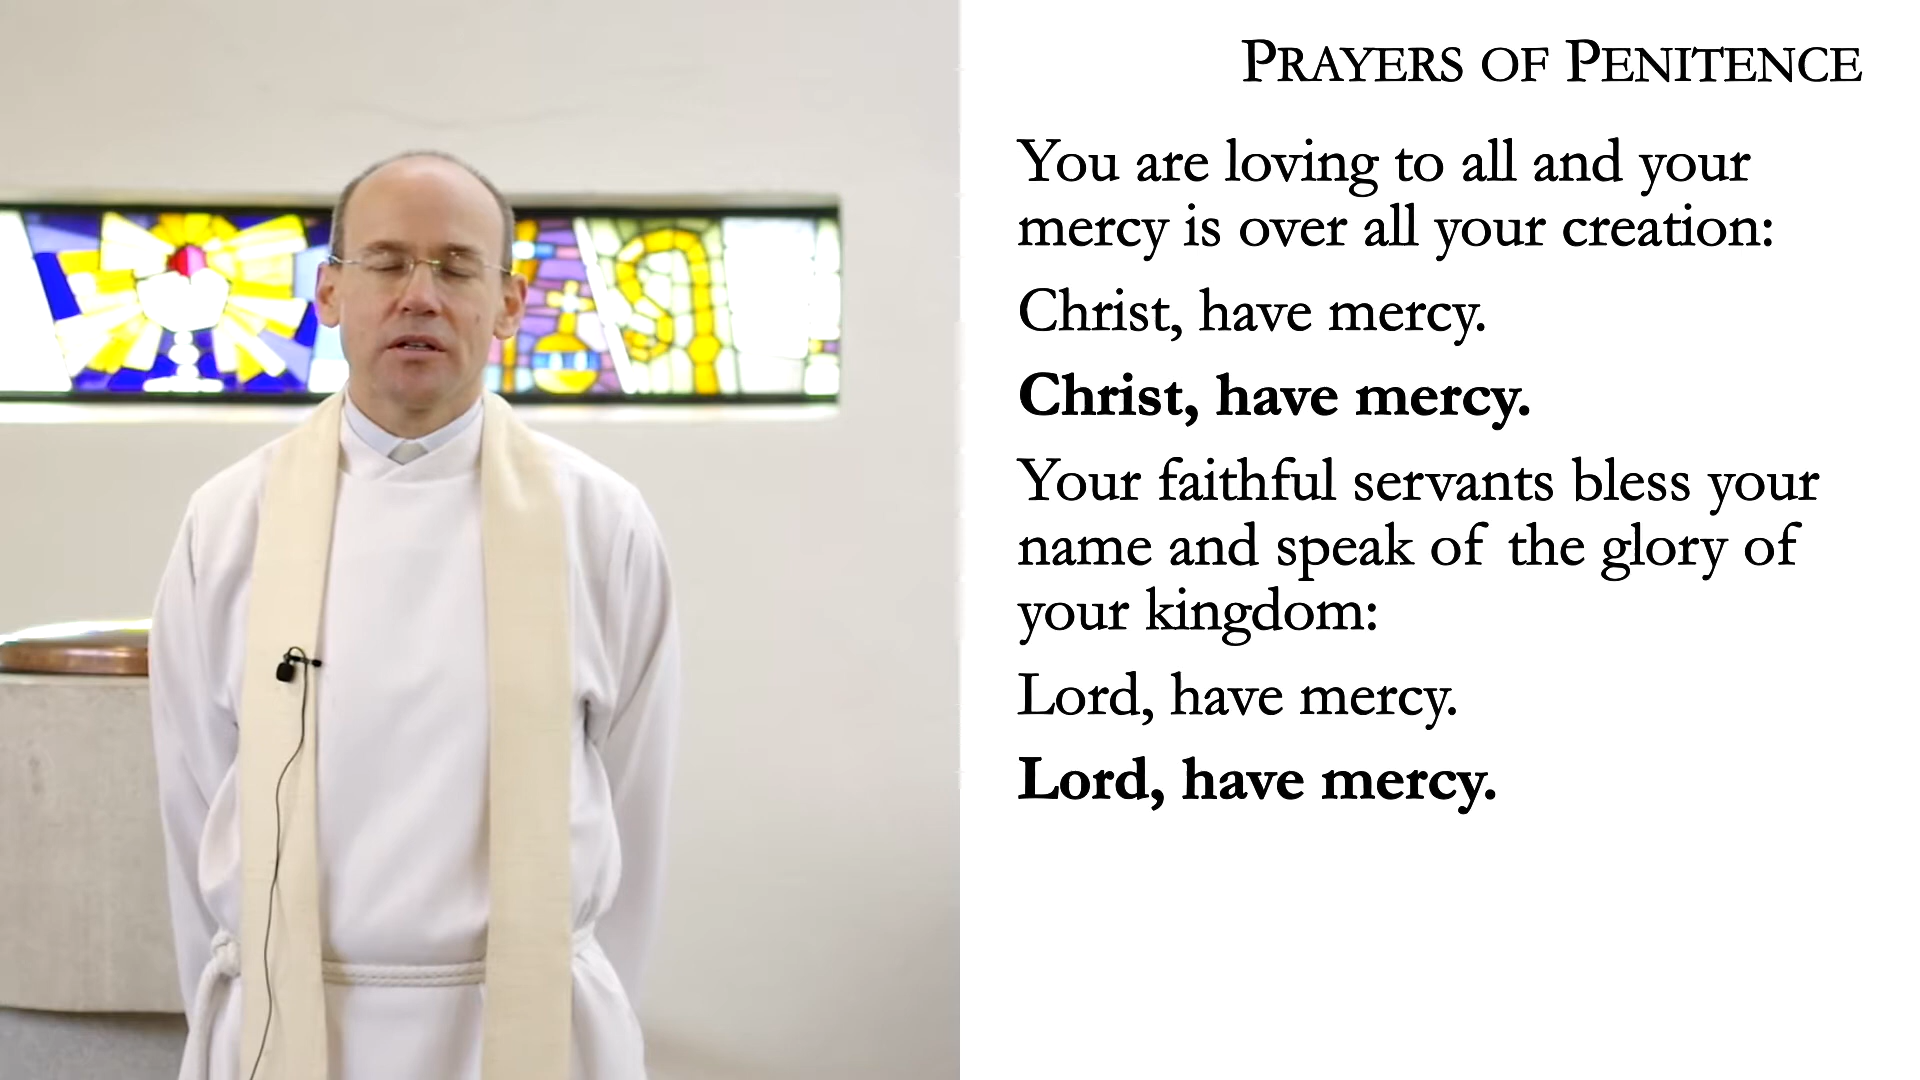 PRAYERS OF PENITENCE
You are loving to all and your
mercy is over all your creation:
Christ, have mercy.
Christ, have mercy.
Your faithful servants bless your
name and speak of the glory of
your kingdom:
Lord, have mercy.
Lord, have mercy.